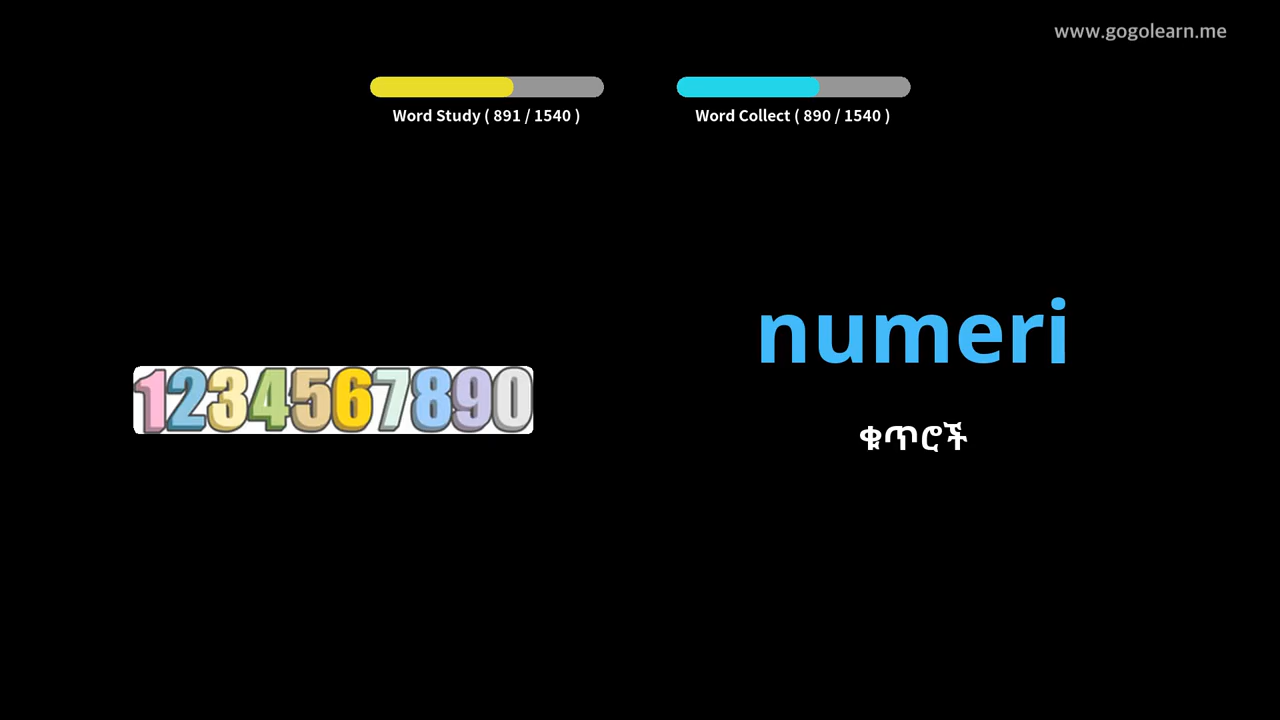 www.gogolearn.me
Word Study ( 891 / 1540 )
Word Collect ( 890 / 1540 )
1234567890
numeri
ቁጥሮች